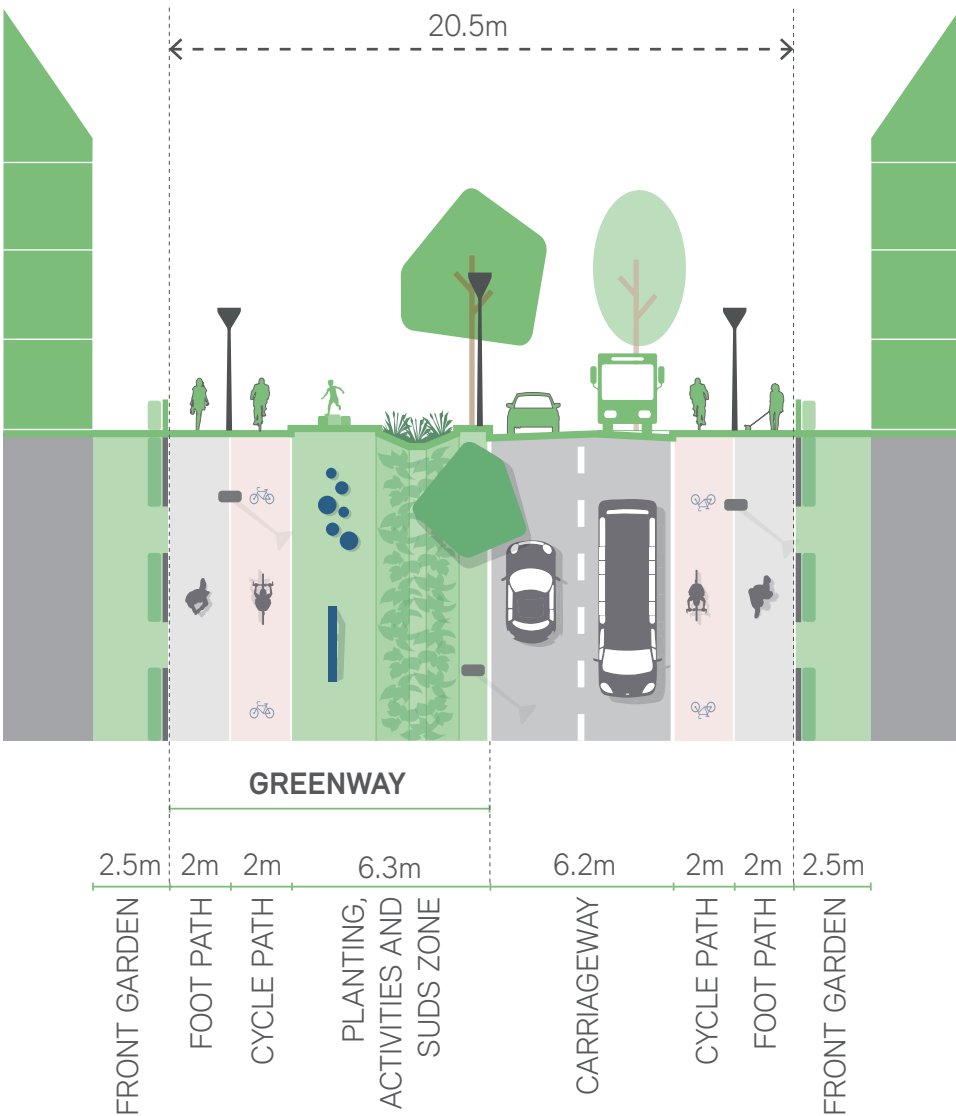 20.5m
GREENWAY
2.5m
2m
2m
6.3m
6.2m
2m
2m
2.5m
FRONT GARDEN
FOOT PATH
CYCLE PATH
PLANTING,
ACTIVITIES AND
SUDS ZONE
CARRIAGEWAY
CYCLE PATH
FOOT PATH
FRONT GARDEN